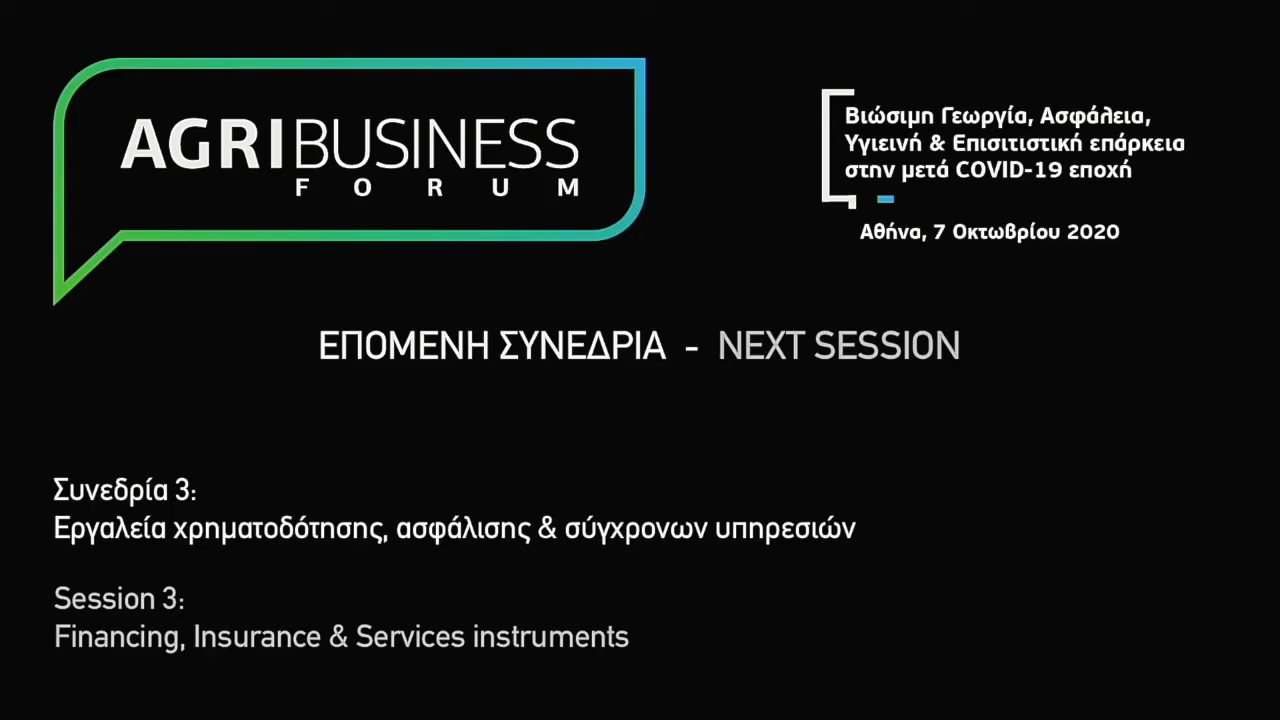 AGRIBUSINESS
FORUM
Βιώσιμη Γεωργία, Ασφάλεια,
Υγιεινή & Επισιτιστική επάρκεια
στην μετά COVID-19 εποχή
Αθήνα, 7 Οκτωβρίου 2020
ΕΠΟΜΕΝΗ ΣΥΝΕΔΡΙΑ - NEXT SESSION
Συνεδρία 3:
Εργαλεία χρηματοδότησης, ασφάλισης & σύγχρονων υπηρεσιών
Session 3:
Financing, Insurance & Services instruments